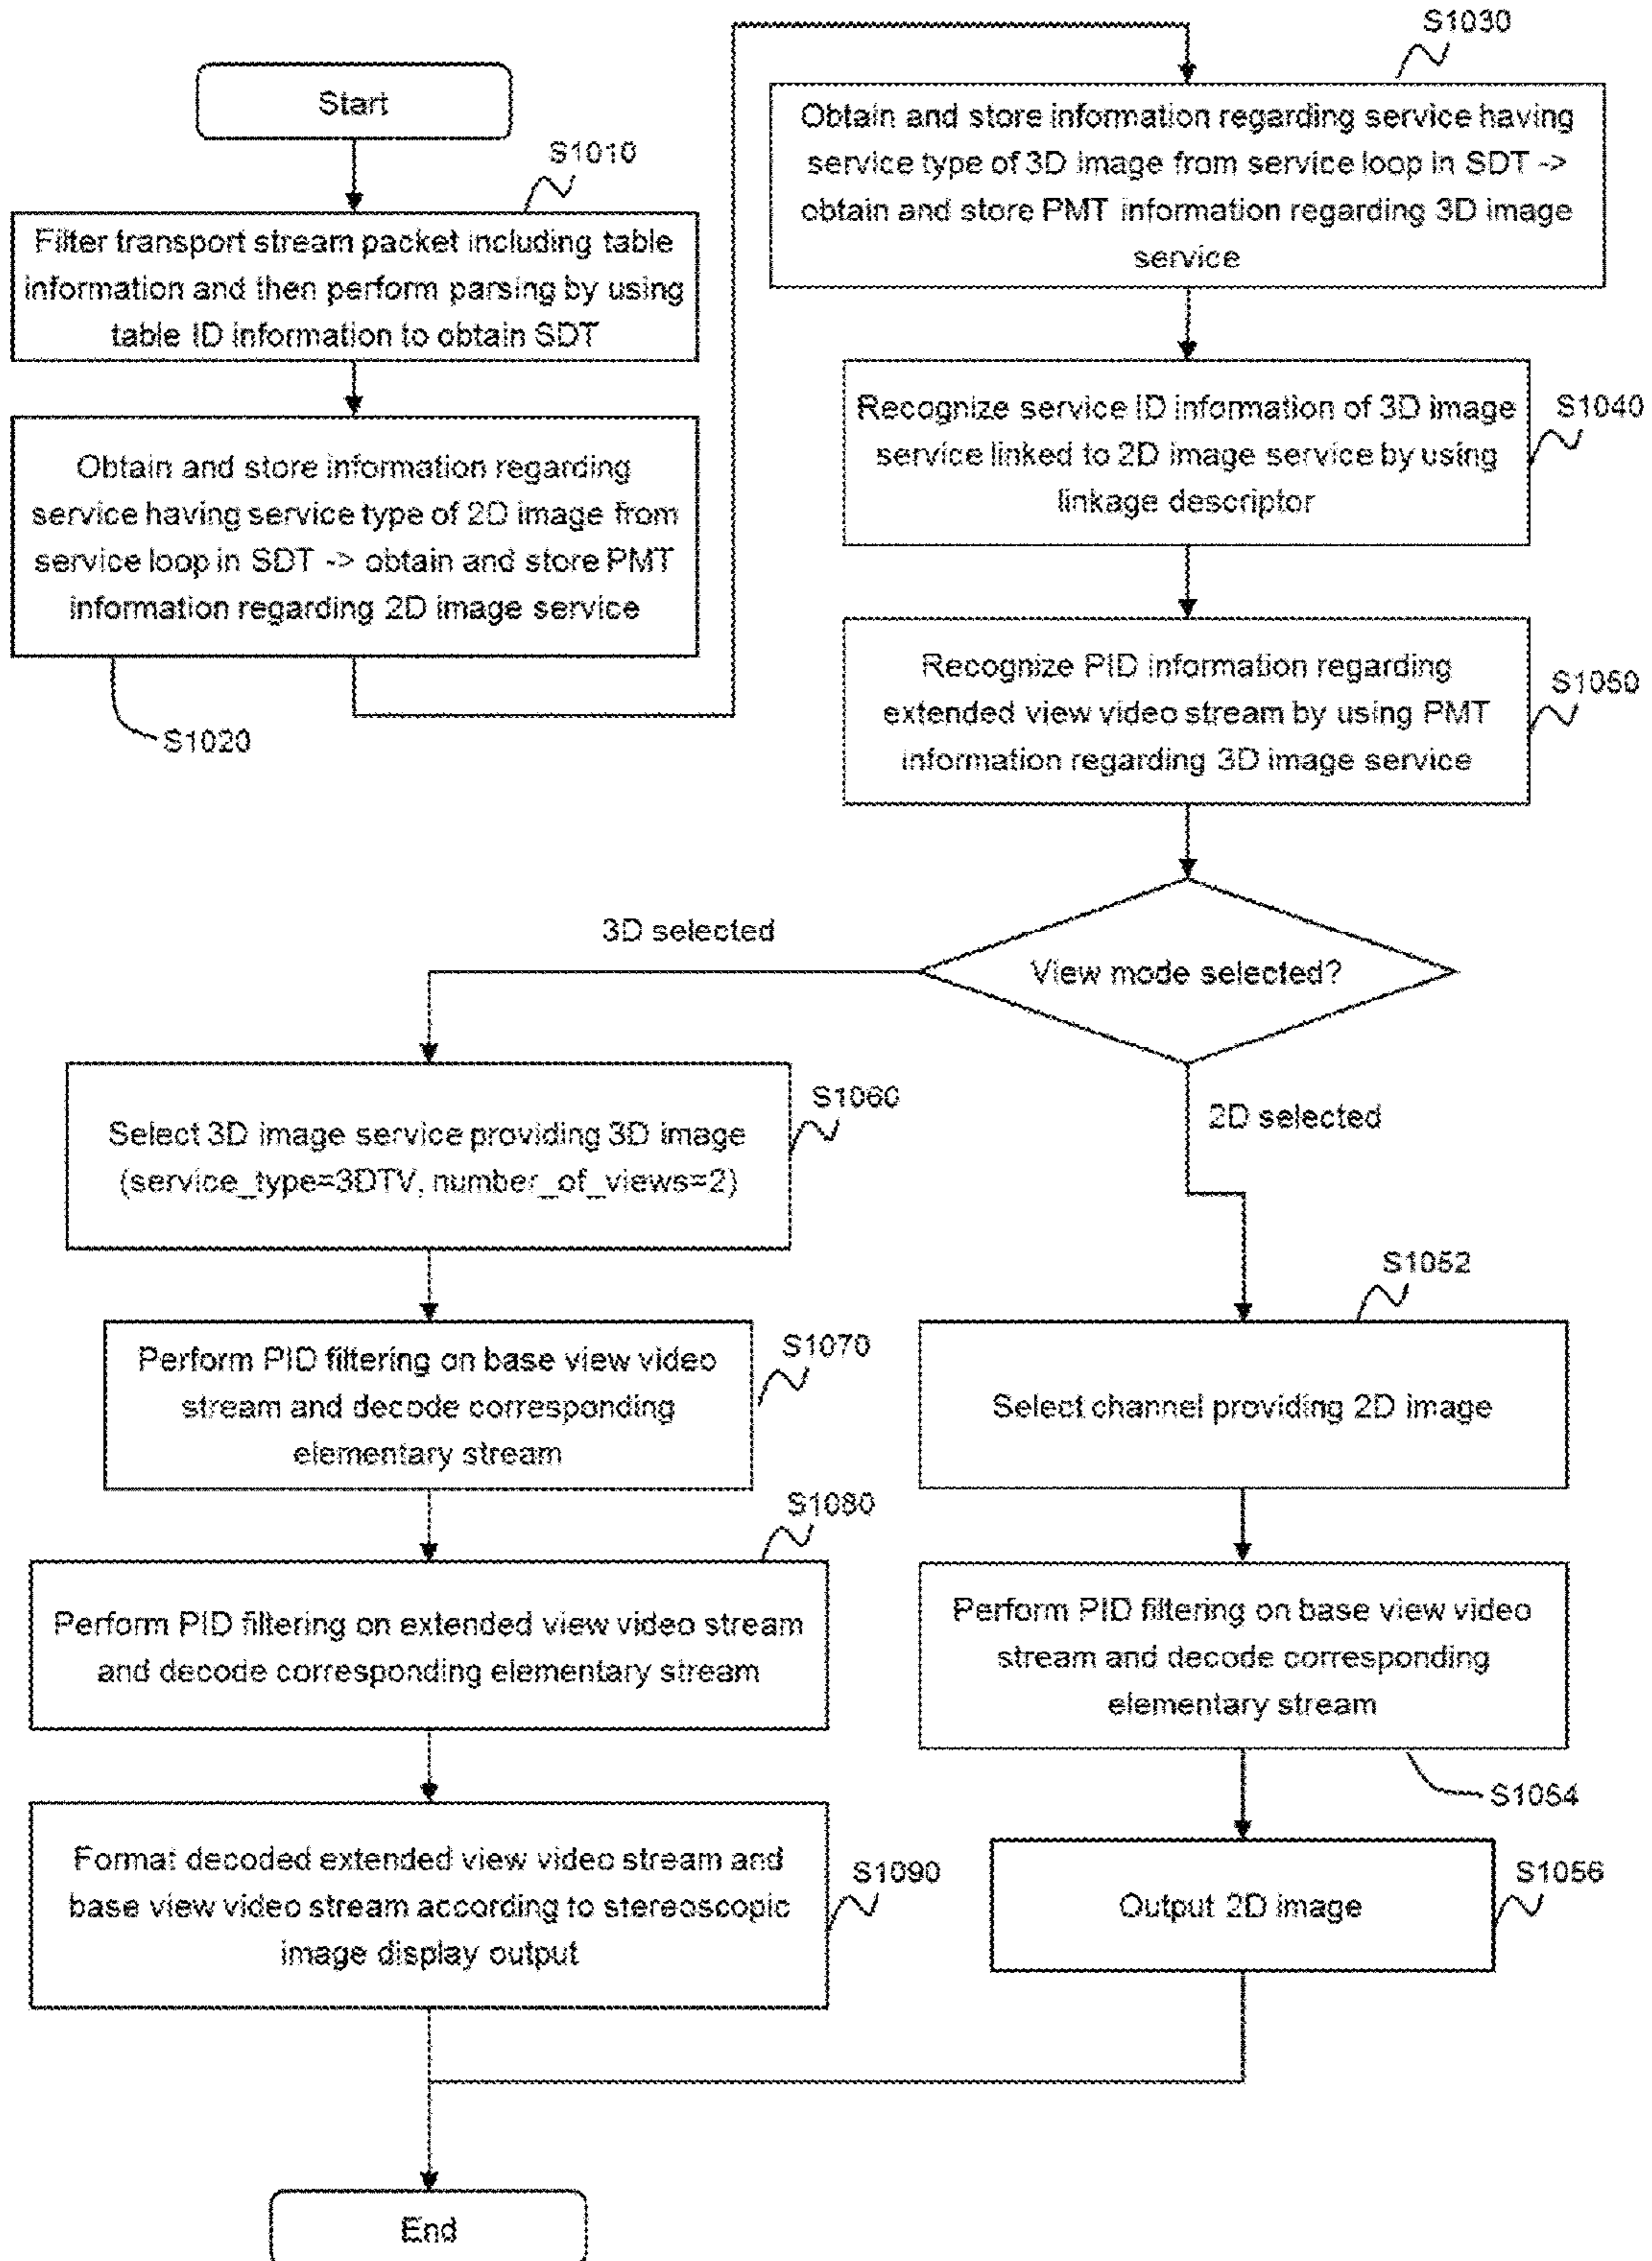 Start
S1010
Filter transport stream packet including table
information and then perform parsing by using
table ID information to obtain SDT
Obtain and store information regarding
service having service type of 2D image from
service loop in SDT -> obtain and store PMT
information regarding 2D image service
S1020
S1030
Obtain and store information regarding service having
service type of 3D image from service loop in SDT ->
obtain and store PMT information regarding 3D image
service
Recognize service ID information of 3D image
service linked to 2D image service by using
linkage descriptor
S1040
Recognize PID information regarding
extended view video stream by using PMT
information regarding 3D image service
S1050
View mode selected?
3D selected
2D selected
Select 3D image service providing 3D image
(service_type=3DTV, number_of_views=2)
S1060
Perform PID filtering on base view video
stream and decode corresponding
elementary stream
S1070
S1080
Perform PID filtering on extended view video stream
and decode corresponding elementary stream
Format decoded extended view video stream and
base view video stream according to stereoscopic
image display output
S1090
S1052
Select channel providing 2D image
Perform PID filtering on base view video
stream and decode corresponding
elementary stream
S1054
Output 2D image
S1056
End